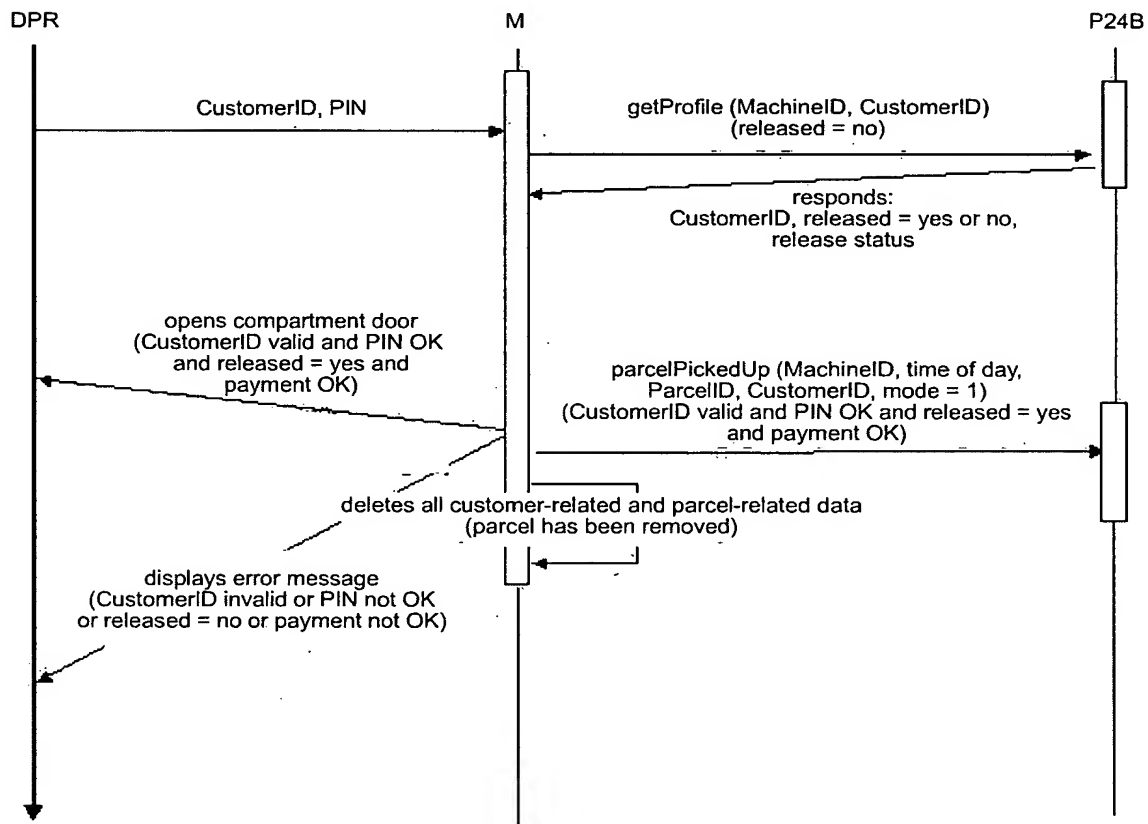 DPR
M
P24B
CustomerID, PIN
getProfile (MachineID, CustomerID)
(released = no)
responds:
CustomerID, released = yes or no,
release status
opens compartment door
(CustomerID valid and PIN OK
and released = yes and
payment OK)
parcelPickedUp (MachineID, time of day,
ParcelID, CustomerID, mode = 1)
(CustomerID valid and PIN OK and released = yes
and payment OK)
deletes all customer-related and parcel-related data
(parcel has been removed)
displays error message
(CustomerID invalid or PIN not OK
or released = no or payment not OK)